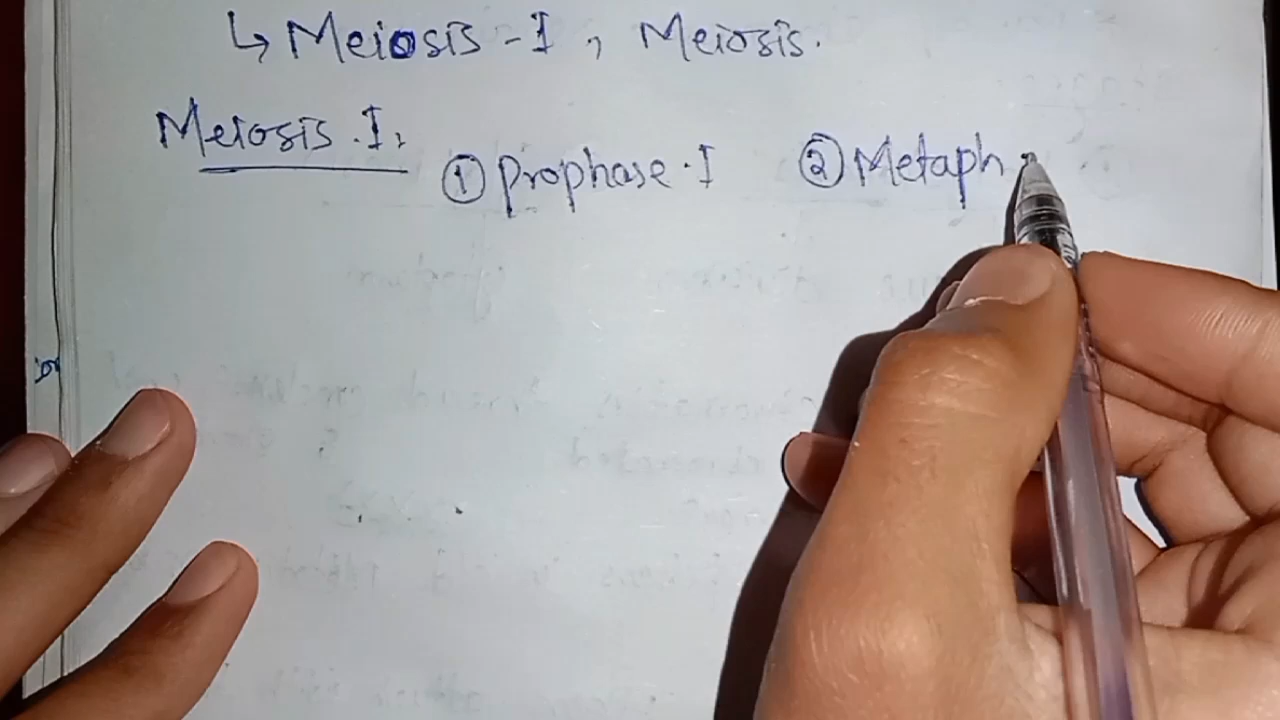 ↳ Meiosis - I, Meiosis.
Meiosis. I,
① Prophase. I ② Metaph